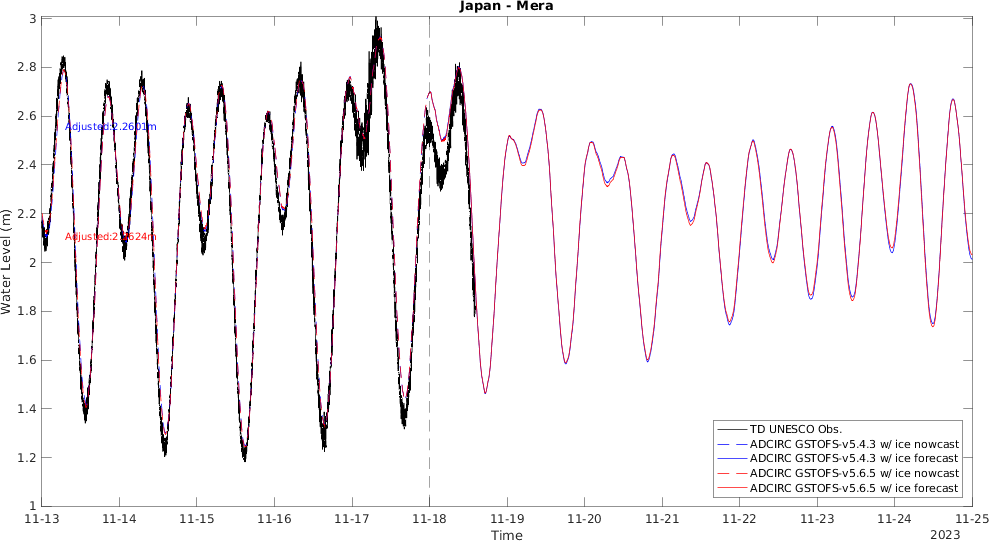 Japan - Mera
3
2.8
2.6
2.4
2.2
2
1.8
1.6
1.4
1.2
1
Water Level (m)
Adjusted:2.2601m
TD UNESCO Obs.
ADCIRC GSTOFS-v5.4.3 w/ ice nowcast
ADCIRC GSTOFS-v5.4.3 w/ ice forecast
ADCIRC GSTOFS-v5.6.5 w/ ice nowcast
ADCIRC GSTOFS-v5.6.5 w/ ice forecast
11-13 11-14 11-15 11-16 11-17 11-18 11-19 11-20 11-21 11-22 11-23 11-24 11-25
Time
2023